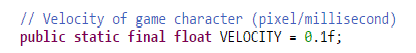 // Velocity of game character (pixel/millisecond)
public static final float VELOCITY = 0.1f;